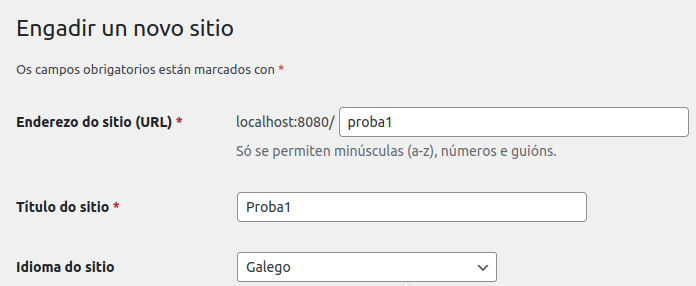 Engadir un novo sitio
Os campos obrigatorios están marcados con *
Enderezo do sitio (URL) * localhost:8080/ proba1
Só se permiten minúsculas (a-z), números e guións.
Título do sitio * Proba1
Idioma do sitio Galego